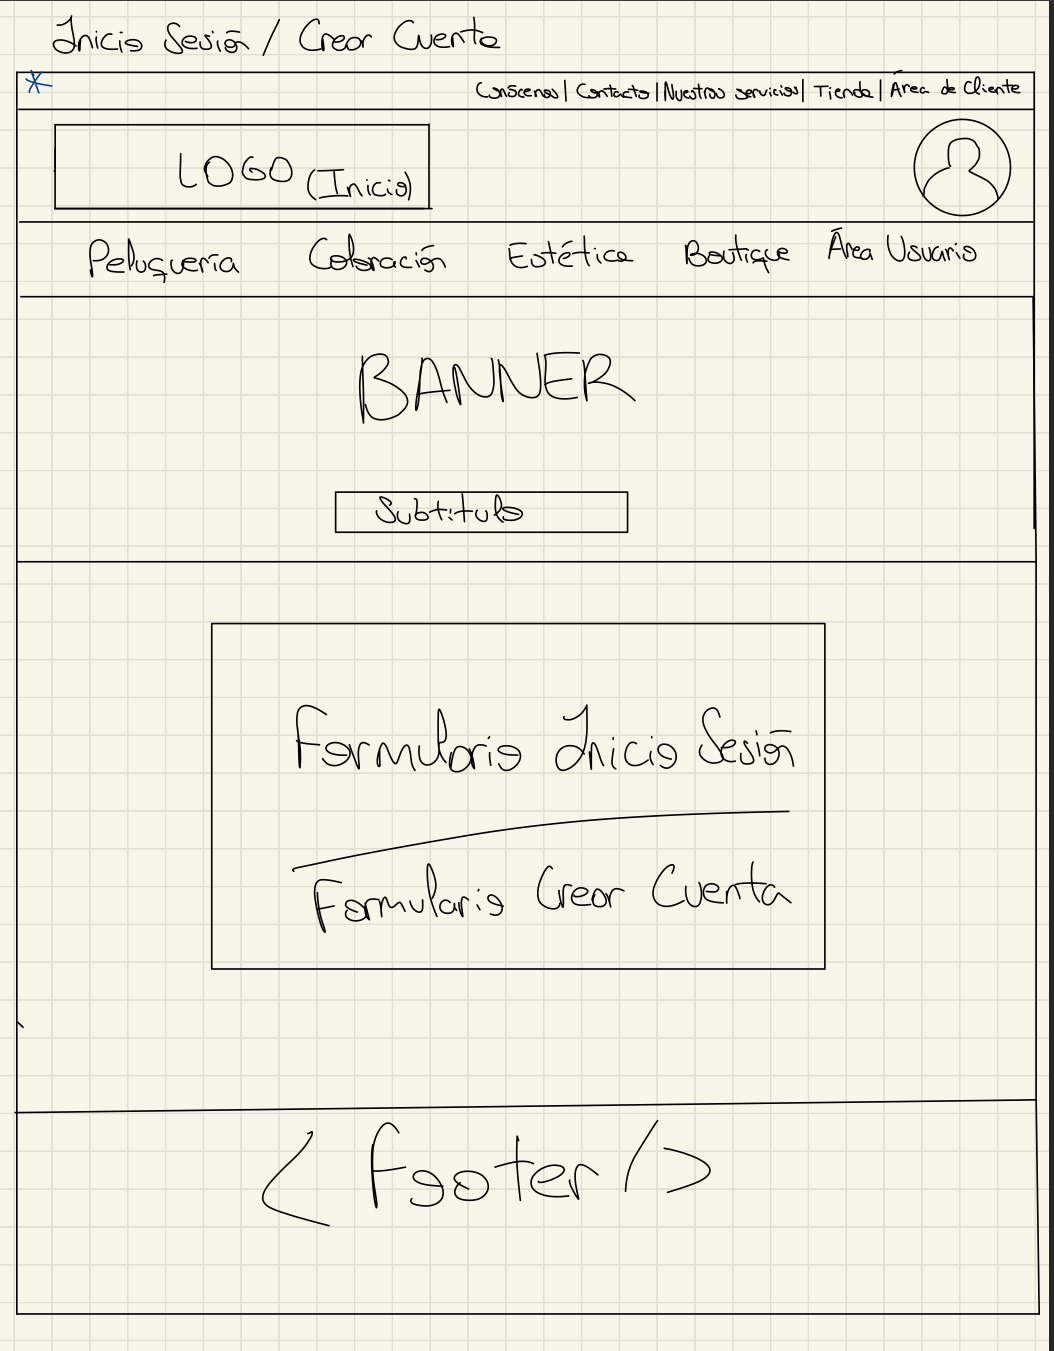 Inicio Sesión / Crear Cuenta
* Conócenos | Contacto | Nuestros servicios | Tienda | Área de Cliente
LOGO (Inicio)
Peluquería Coloración Estética Boutique Área Usuario
BANNER
Subtitulo
Formulario Inicio Sesión
Formulario Crear Cuenta
< footer />